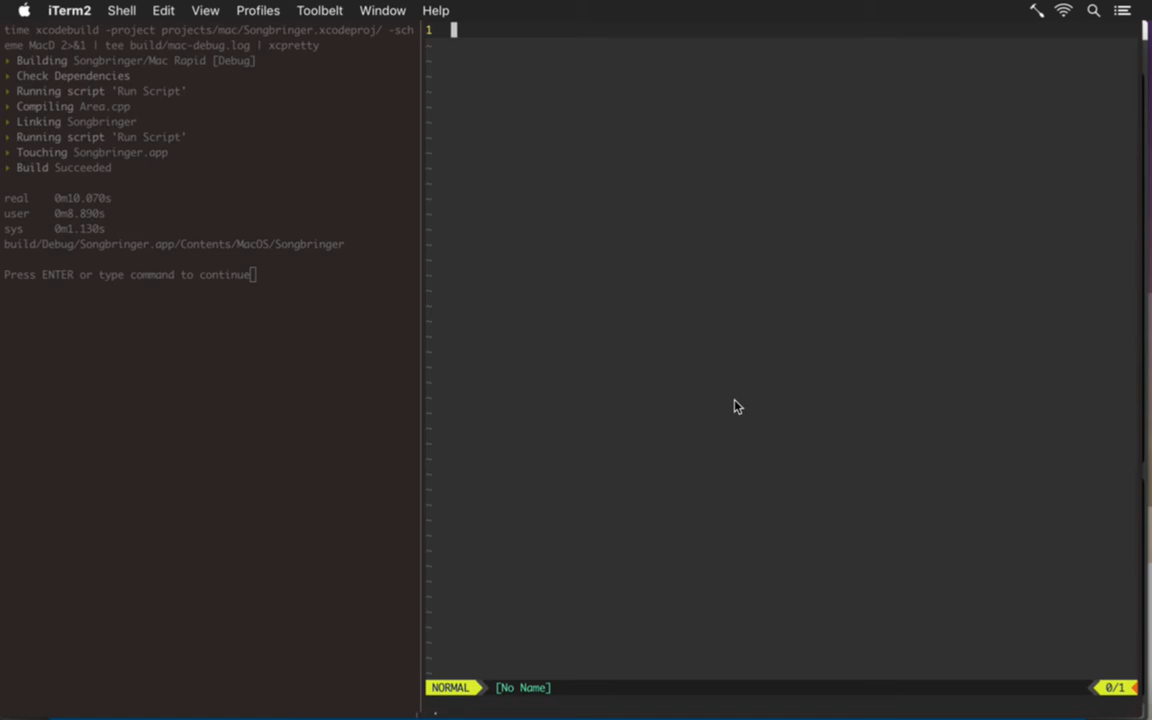 iTerm2 Shell Edit View Profiles Toolbelt Window Help
time xcodebuild -project projects/mac/Songbringer.xcodeproj/ -sch
eme MacD 2>&1 | tee build/mac-debug.log | xcpretty
▸ Building Songbringer/Mac Rapid [Debug]
▸ Check Dependencies
▸ Running script 'Run Script'
▸ Compiling Area.cpp
▸ Linking Songbringer
▸ Running script 'Run Script'
▸ Touching Songbringer.app
▸ Build Succeeded
real 0m10.070s
user 0m8.890s
sys 0m1.130s
build/Debug/Songbringer.app/Contents/MacOS/Songbringer
Press ENTER or type command to continue
1
NORMAL [No Name] 0/1